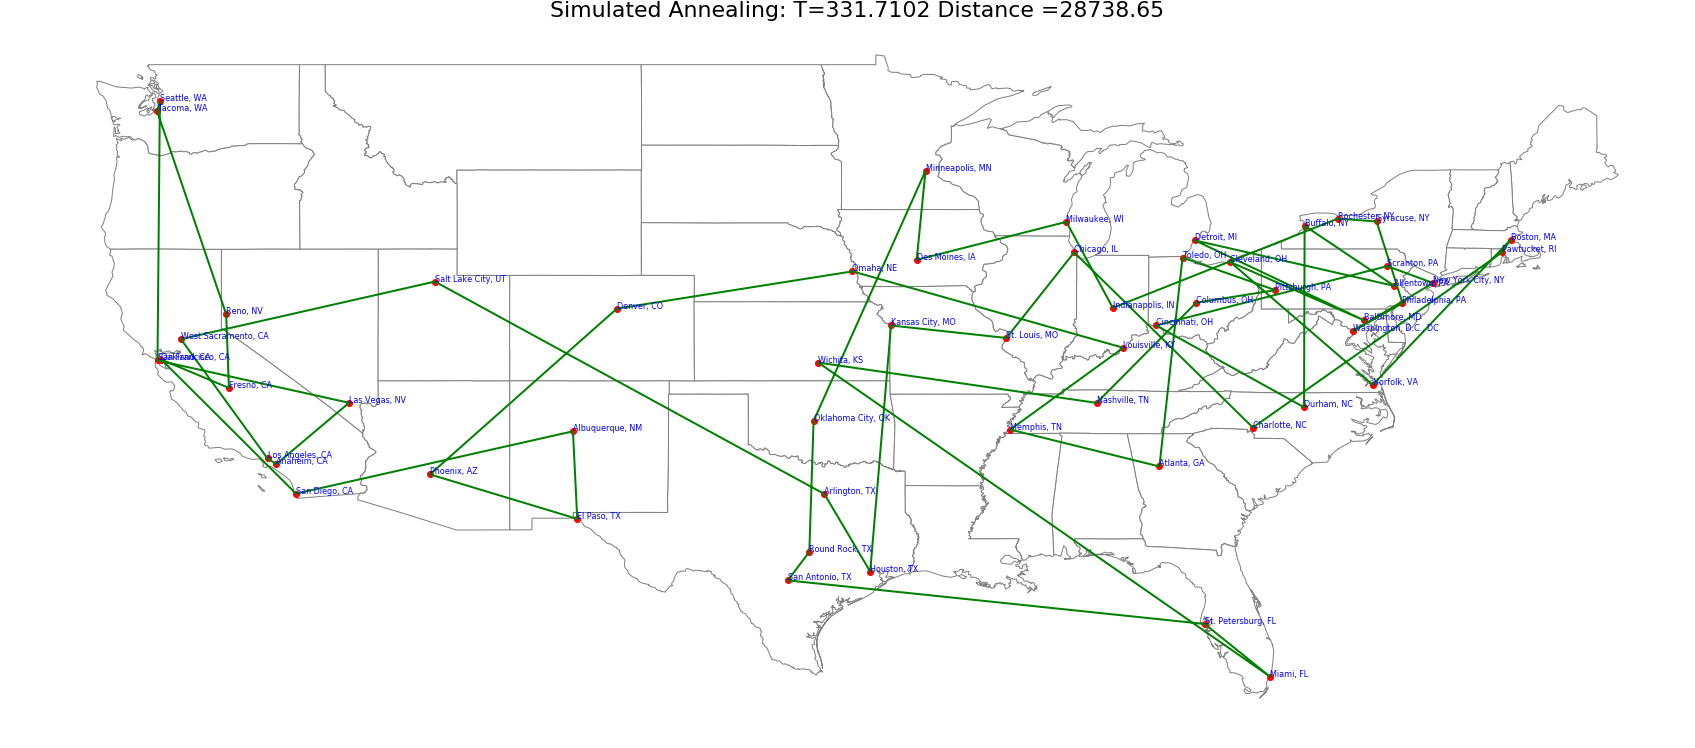 Simulated Annealing: T=331.7102 Distance =28738.65
Seattle, WA
Tacoma, WA
Minneapolis, MN
Milwaukee, WI
Buffalo, NY
Rochester, NY
Syracuse, NY
Detroit, MI
Boston, MA
Pawtucket, RI
Chicago, IL
Des Moines, IA
Toledo, OH
Cleveland, OH
Scranton, PA
Omaha, NE
Salt Lake City, UT
Allentown, PA
New York City, NY
Pittsburgh, PA
Philadelphia, PA
Columbus, OH
Denver, CO
Indianapolis, IN
Reno, NV
Baltimore, MD
Washington, D.C., DC
Kansas City, MO
Cincinnati, OH
West Sacramento, CA
St. Louis, MO
Louisville, KY
San Francisco, CA
Wichita, KS
Fresno, CA
Norfolk, VA
Las Vegas, NV
Nashville, TN
Durham, NC
Oklahoma City, OK
Albuquerque, NM
Memphis, TN
Charlotte, NC
Los Angeles, CA
Anaheim, CA
Atlanta, GA
Phoenix, AZ
San Diego, CA
Arlington, TX
El Paso, TX
Round Rock, TX
Houston, TX
San Antonio, TX
St. Petersburg, FL
Miami, FL